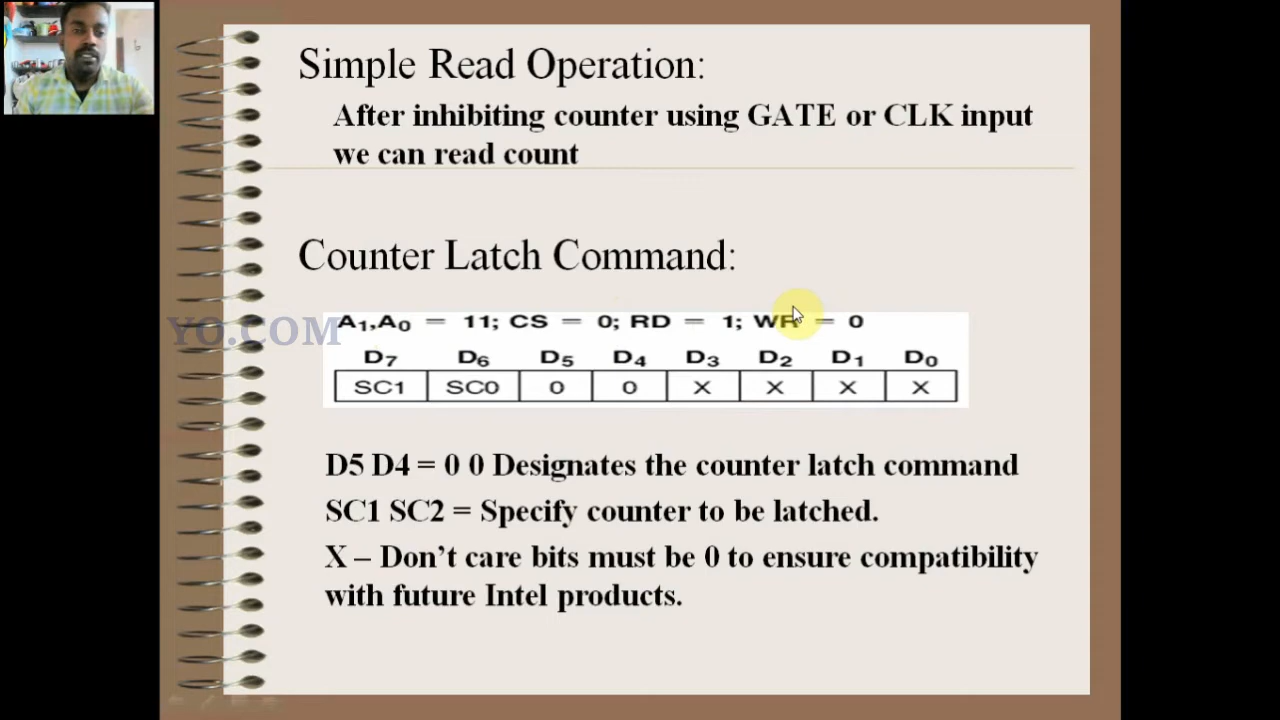 Simple Read Operation:
After inhibiting counter using GATE or CLK input
we can read count
Counter Latch Command:
YO.COM
A1,A0 = 11; CS = 0; RD = 1; WR = 0
D7 D6 D5 D4 D3 D2 D1 D0
SC1 SC0 0 0 X X X X
D5 D4 = 0 0 Designates the counter latch command
SC1 SC2 = Specify counter to be latched.
X – Don’t care bits must be 0 to ensure compatibility
with future Intel products.